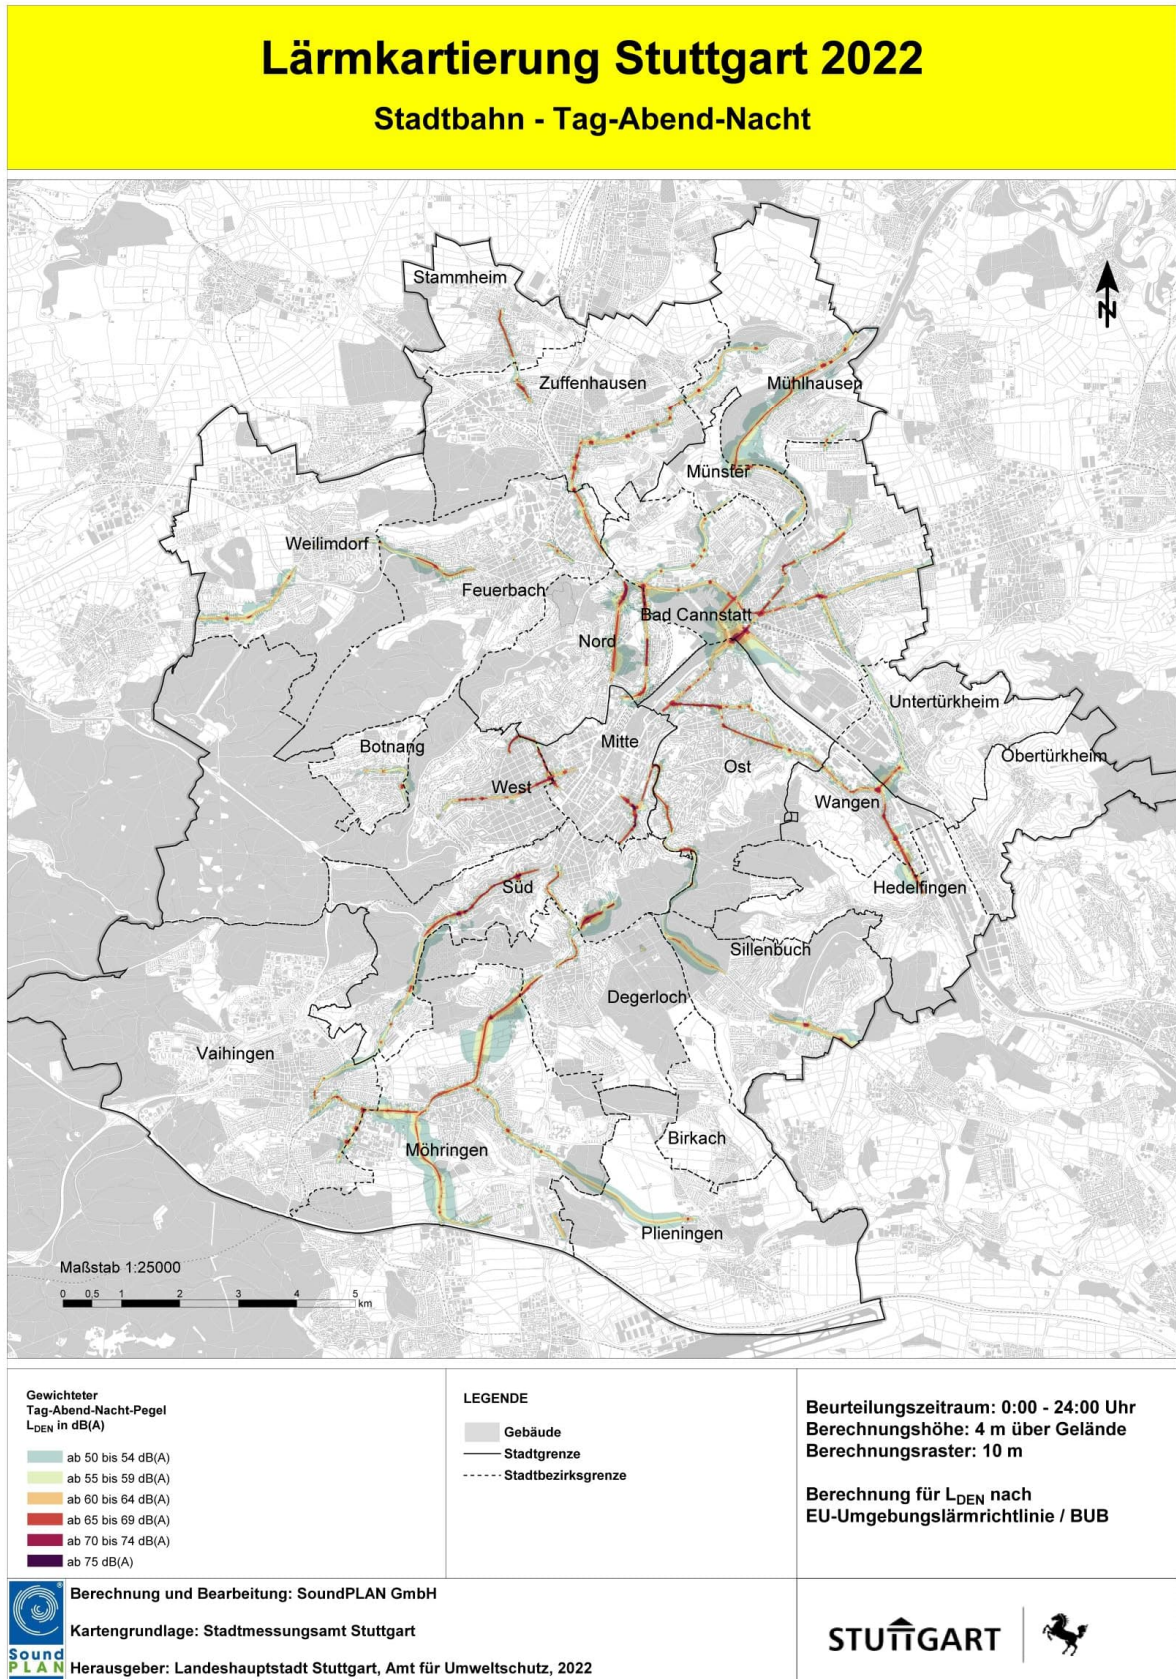 Lärmkartierung Stuttgart 2022
Stadtbahn - Tag-Abend-Nacht
Stammheim
N
Zuffenhausen
Mühlhausen
Münster
Weilimdorf
Feuerbach
Bad Cannstatt
Nord
Untertürkheim
Botnang
Mitte
Obertürkheim
Ost
West
Wangen
Süd
Hedelfingen
Sillenbuch
Degerloch
Vaihingen
Birkach
Möhringen
Plieningen
Maßstab 1:25000
0 0,5 1 2 3 4 5
km
Gewichteter
Tag-Abend-Nacht-Pegel
LDEN in dB(A)
ab 50 bis 54 dB(A)
ab 55 bis 59 dB(A)
ab 60 bis 64 dB(A)
ab 65 bis 69 dB(A)
ab 70 bis 74 dB(A)
ab 75 dB(A)
LEGENDE
Gebäude
Stadtgrenze
Stadtbezirksgrenze
Beurteilungszeitraum: 0:00 - 24:00 Uhr
Berechnungshöhe: 4 m über Gelände
Berechnungsraster: 10 m
Berechnung für LDEN nach
EU-Umgebungslärmrichtlinie / BUB
Sound
PLAN
®
Berechnung und Bearbeitung: SoundPLAN GmbH
Kartengrundlage: Stadtmessungsamt Stuttgart
Herausgeber: Landeshauptstadt Stuttgart, Amt für Umweltschutz, 2022
STUTTGART